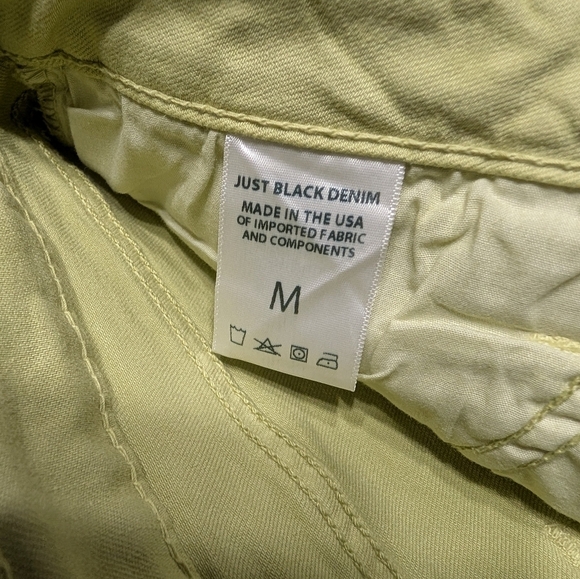 JUST BLACK DENIM
MADE IN THE USA
OF IMPORTED FABRIC
AND COMPONENTS
M